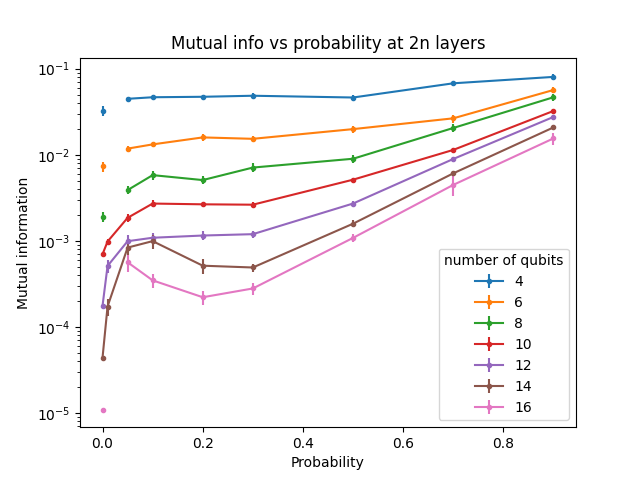 Mutual info vs probability at 2n layers
10⁻¹
10⁻²
10⁻³
10⁻⁴
10⁻⁵
Mutual information
number of qubits
4
6
8
10
12
14
16
0.0 0.2 0.4 0.6 0.8
Probability